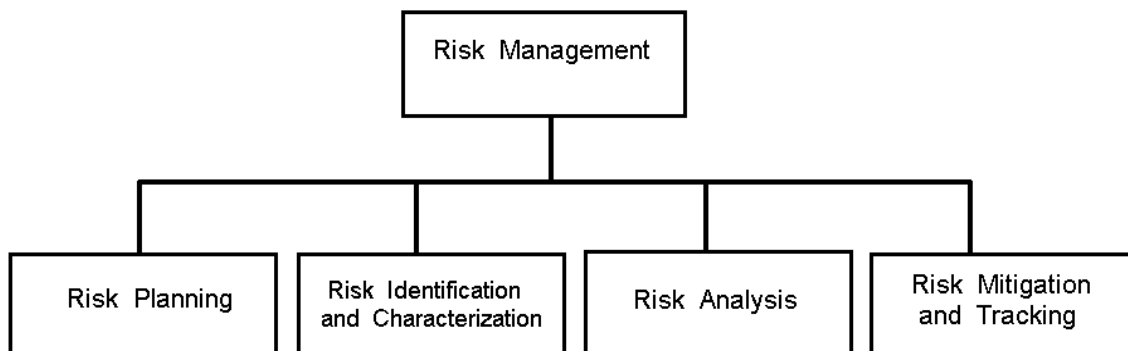 Risk Management
Risk Planning
Risk Identification
and Characterization
Risk Analysis
Risk Mitigation
and Tracking